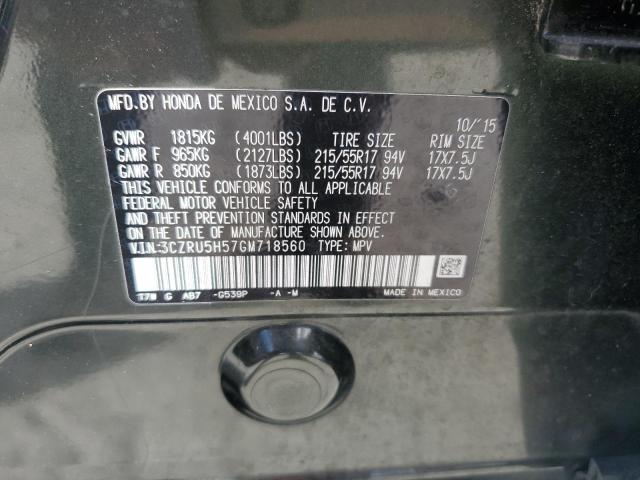 MFD.BY HONDA DE MEXICO S.A. DE C.V.
10/'15
GVWR 1815KG (4001LBS) TIRE SIZE RIM SIZE
GAWR F 965KG (2127LBS) 215/55R17 94V 17X7.5J
GAWR R 850KG (1873LBS) 215/55R17 94V 17X7.5J
THIS VEHICLE CONFORMS TO ALL APPLICABLE
FEDERAL MOTOR VEHICLE SAFETY
AND THEFT PREVENTION STANDARDS IN EFFECT
ON THE DATE OF MANUFACTURE SHOWN ABOVE.
V.I.N:3CZRU5H57GM718560 TYPE: MPV
G AB7 -G539P -A -M MADE IN MEXICO